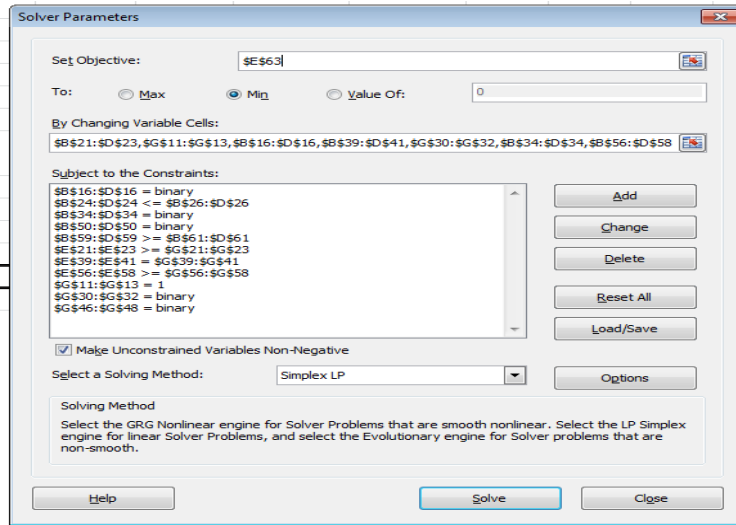 Solver Parameters
Set Objective:
$E$63
To:
Max
Min
Value Of:
0
By Changing Variable Cells:
$B$21:$D$23,$G$11:$G$13,$B$16:$D$16,$B$39:$D$41,$G$30:$G$32,$B$34:$D$34,$B$56:$D$58
Subject to the Constraints:
$B$16:$D$16 = binary
$B$24:$D$24 <= $B$26:$D$26
$B$34:$D$34 = binary
$B$50:$D$50 = binary
$B$59:$D$59 >= $B$61:$D$61
$E$21:$E$23 >= $G$21:$G$23
$E$39:$E$41 = $G$39:$G$41
$E$56:$E$58 >= $G$56:$G$58
$G$11:$G$13 = 1
$G$30:$G$32 = binary
$G$46:$G$48 = binary
Add
Change
Delete
Reset All
Load/Save
Make Unconstrained Variables Non-Negative
Select a Solving Method:
Simplex LP
Options
Solving Method
Select the GRG Nonlinear engine for Solver Problems that are smooth nonlinear. Select the LP Simplex
engine for linear Solver Problems, and select the Evolutionary engine for Solver problems that are
non-smooth.
Help
Solve
Close